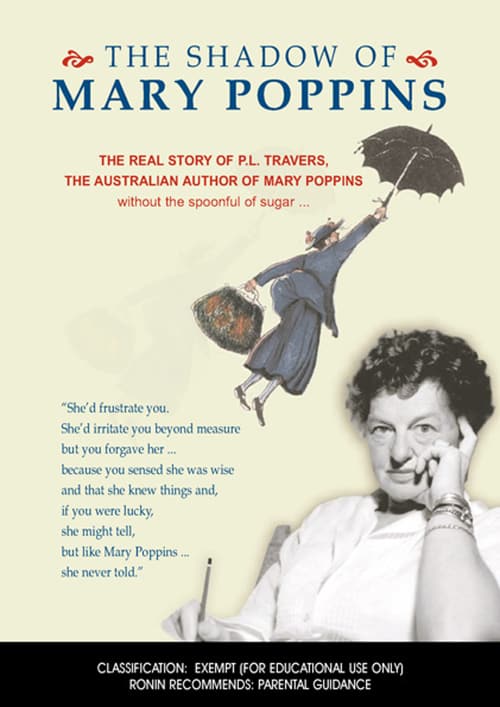 THE SHADOW OF
MARY POPPINS
THE REAL STORY OF P.L. TRAVERS,
THE AUSTRALIAN AUTHOR OF MARY POPPINS
without the spoonful of sugar ...
“She’d frustrate you.
She’d irritate you beyond measure
but you forgave her ...
because you sensed she was wise
and that she knew things and,
if you were lucky,
she might tell,
but like Mary Poppins ...
she never told.”
CLASSIFICATION: EXEMPT (FOR EDUCATIONAL USE ONLY)
RONIN RECOMMENDS: PARENTAL GUIDANCE